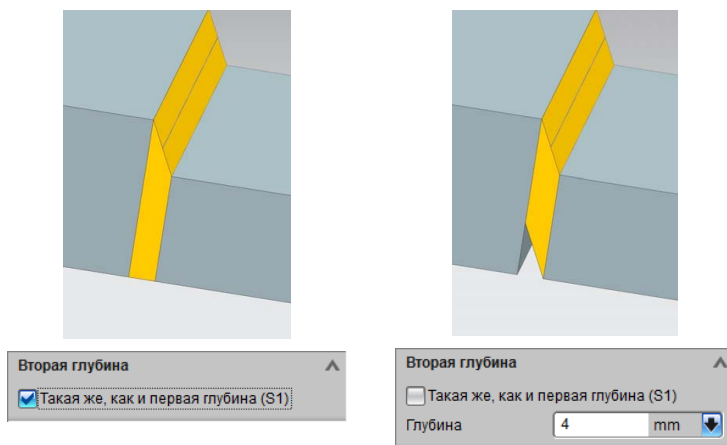 Вторая глубина
Такая же, как и первая глубина (S1)
Вторая глубина
Такая же, как и первая глубина (S1)
Глубина 4 mm